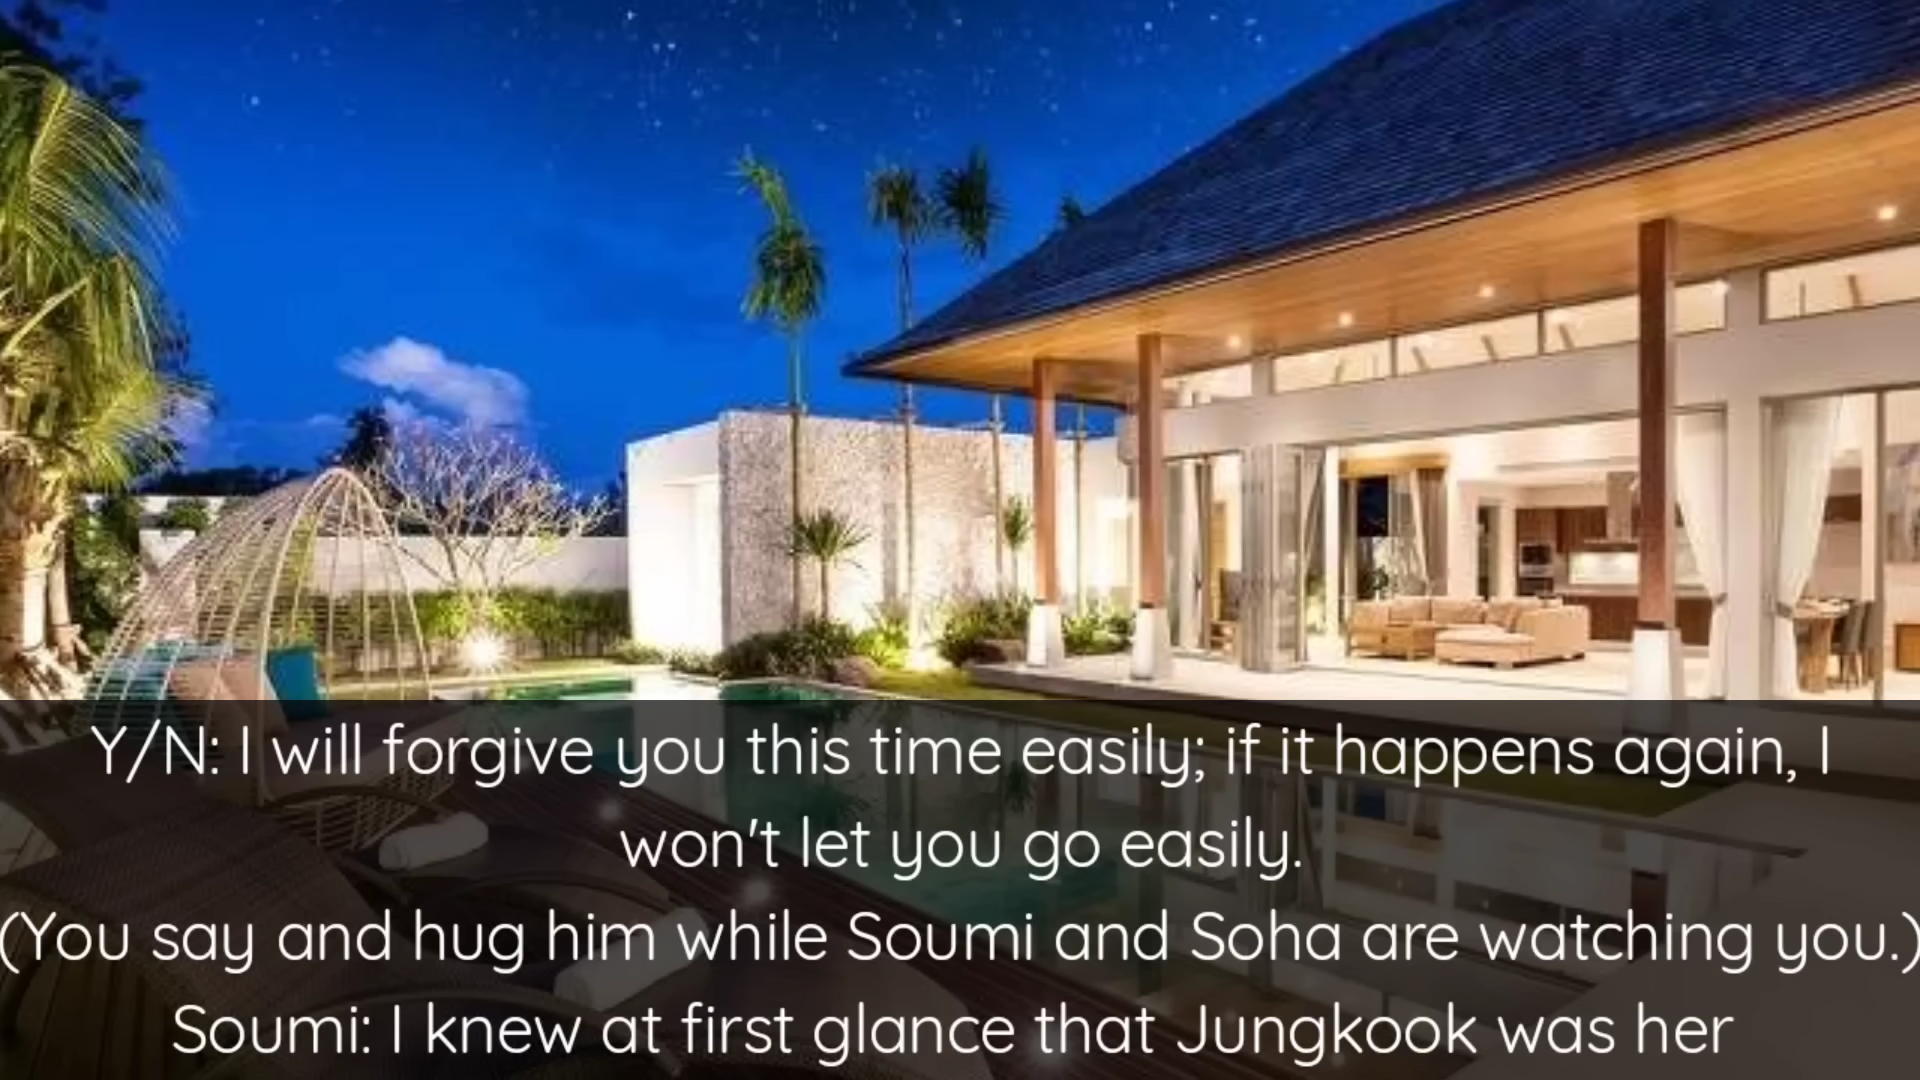 Y/N: I will forgive you this time easily; if it happens again, I
won't let you go easily.
(You say and hug him while Soumi and Soha are watching you.)
Soumi: I knew at first glance that Jungkook was her